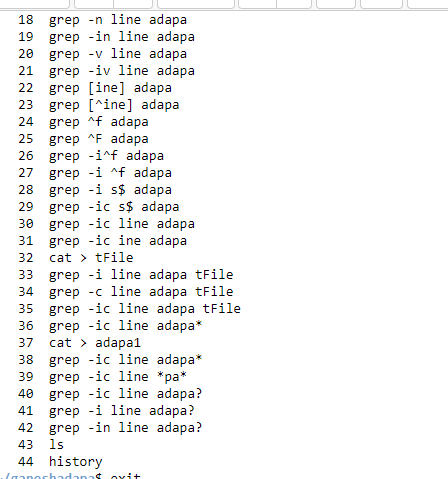 18 grep -n line adapa
19 grep -in line adapa
20 grep -v line adapa
21 grep -iv line adapa
22 grep [ine] adapa
23 grep [^ine] adapa
24 grep ^f adapa
25 grep ^F adapa
26 grep -i^f adapa
27 grep -i ^f adapa
28 grep -i s$ adapa
29 grep -ic s$ adapa
30 grep -ic line adapa
31 grep -ic ine adapa
32 cat > tFile
33 grep -i line adapa tFile
34 grep -c line adapa tFile
35 grep -ic line adapa tFile
36 grep -ic line adapa*
37 cat > adapa1
38 grep -ic line adapa*
39 grep -ic line *pa*
40 grep -ic line adapa?
41 grep -i line adapa?
42 grep -in line adapa?
43 ls
44 history
~/ganeshadapa$ exit